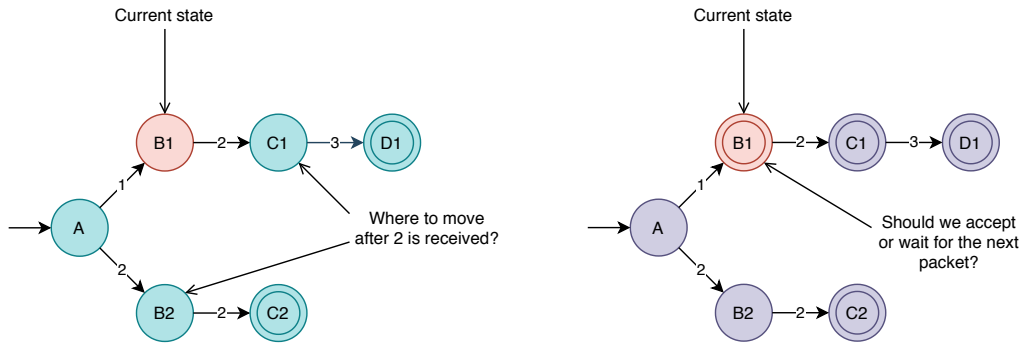 Current state
B1
2
C1
3
D1
1
A
Where to move
after 2 is received?
2
B2
2
C2
Current state
B1
2
C1
3
D1
1
A
Should we accept
or wait for the next
packet?
2
B2
2
C2